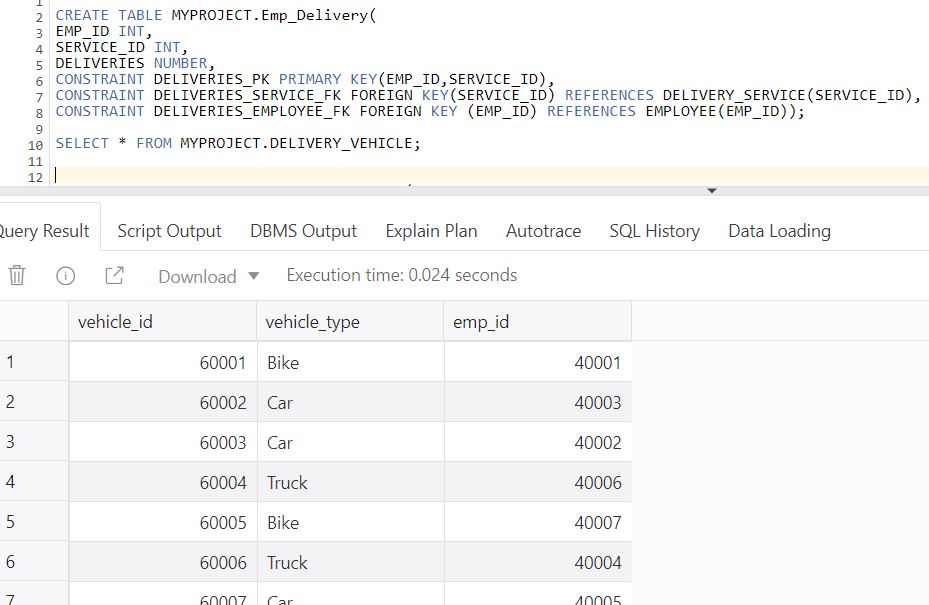 1
2 CREATE TABLE MYPROJECT.Emp_Delivery(
3 EMP_ID INT,
4 SERVICE_ID INT,
5 DELIVERIES NUMBER,
6 CONSTRAINT DELIVERIES_PK PRIMARY KEY(EMP_ID,SERVICE_ID),
7 CONSTRAINT DELIVERIES_SERVICE_FK FOREIGN KEY(SERVICE_ID) REFERENCES DELIVERY_SERVICE(SERVICE_ID),
8 CONSTRAINT DELIVERIES_EMPLOYEE_FK FOREIGN KEY (EMP_ID) REFERENCES EMPLOYEE(EMP_ID));
9
10 SELECT * FROM MYPROJECT.DELIVERY_VEHICLE;
11
12
Query Result Script Output DBMS Output Explain Plan Autotrace SQL History Data Loading
Download Execution time: 0.024 seconds
vehicle_id vehicle_type emp_id
1 60001 Bike 40001
2 60002 Car 40003
3 60003 Car 40002
4 60004 Truck 40006
5 60005 Bike 40007
6 60006 Truck 40004
7 60007 Car 40005